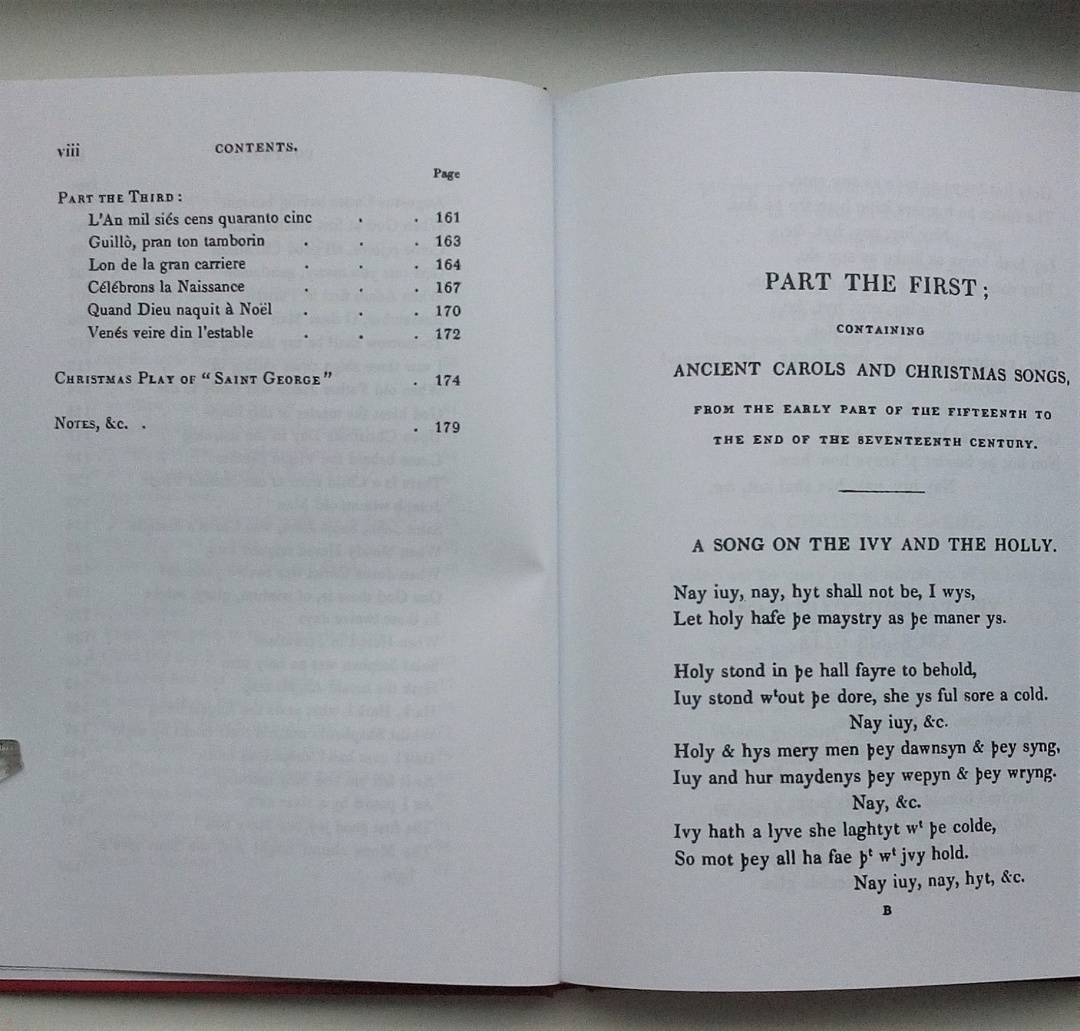 viii CONTENTS.
Page
PART THE THIRD :
L'An mil siés cens quaranto cinc . . 161
Guillò, pran ton tamborin . . . 163
Lon de la gran carriere . . . 164
Célébrons la Naissance . . . 167
Quand Dieu naquit à Noël . . . 170
Venés veire din l'estable . . . 172
CHRISTMAS PLAY OF “ SAINT GEORGE ” . 174
NOTES, &c. . . 179
PART THE FIRST ;
CONTAINING
ANCIENT CAROLS AND CHRISTMAS SONGS,
FROM THE EARLY PART OF THE FIFTEENTH TO
THE END OF THE SEVENTEENTH CENTURY.
A SONG ON THE IVY AND THE HOLLY.
Nay iuy, nay, hyt shall not be, I wys,
Let holy hafe þe maystry as þe maner ys.
Holy stond in þe hall fayre to behold,
Iuy stond wᵗout þe dore, she ys ful sore a cold.
Nay iuy, &c.
Holy & hys mery men þey dawnsyn & þey syng,
Iuy and hur maydenys þey wepyn & þey wryng.
Nay, &c.
Ivy hath a lyve she laghtyt wᵗ þe colde,
So mot þey all ha fae þᵗ wᵗ jvy hold.
Nay iuy, nay, hyt, &c.
B